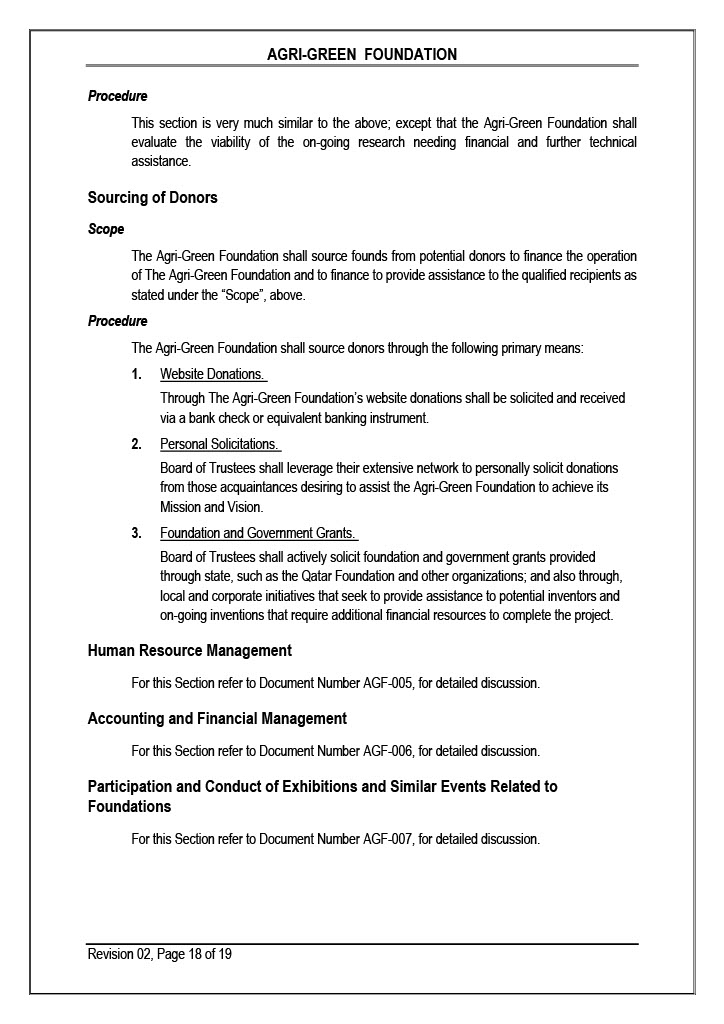 AGRI-GREEN FOUNDATION
Procedure
This section is very much similar to the above; except that the Agri-Green Foundation shall
evaluate the viability of the on-going research needing financial and further technical
assistance.
Sourcing of Donors
Scope
The Agri-Green Foundation shall source founds from potential donors to finance the operation
of The Agri-Green Foundation and to finance to provide assistance to the qualified recipients as
stated under the “Scope”, above.
Procedure
The Agri-Green Foundation shall source donors through the following primary means:
1. Website Donations.
Through The Agri-Green Foundation’s website donations shall be solicited and received
via a bank check or equivalent banking instrument.
2. Personal Solicitations.
Board of Trustees shall leverage their extensive network to personally solicit donations
from those acquaintances desiring to assist the Agri-Green Foundation to achieve its
Mission and Vision.
3. Foundation and Government Grants.
Board of Trustees shall actively solicit foundation and government grants provided
through state, such as the Qatar Foundation and other organizations; and also through,
local and corporate initiatives that seek to provide assistance to potential inventors and
on-going inventions that require additional financial resources to complete the project.
Human Resource Management
For this Section refer to Document Number AGF-005, for detailed discussion.
Accounting and Financial Management
For this Section refer to Document Number AGF-006, for detailed discussion.
Participation and Conduct of Exhibitions and Similar Events Related to
Foundations
For this Section refer to Document Number AGF-007, for detailed discussion.
Revision 02, Page 18 of 19